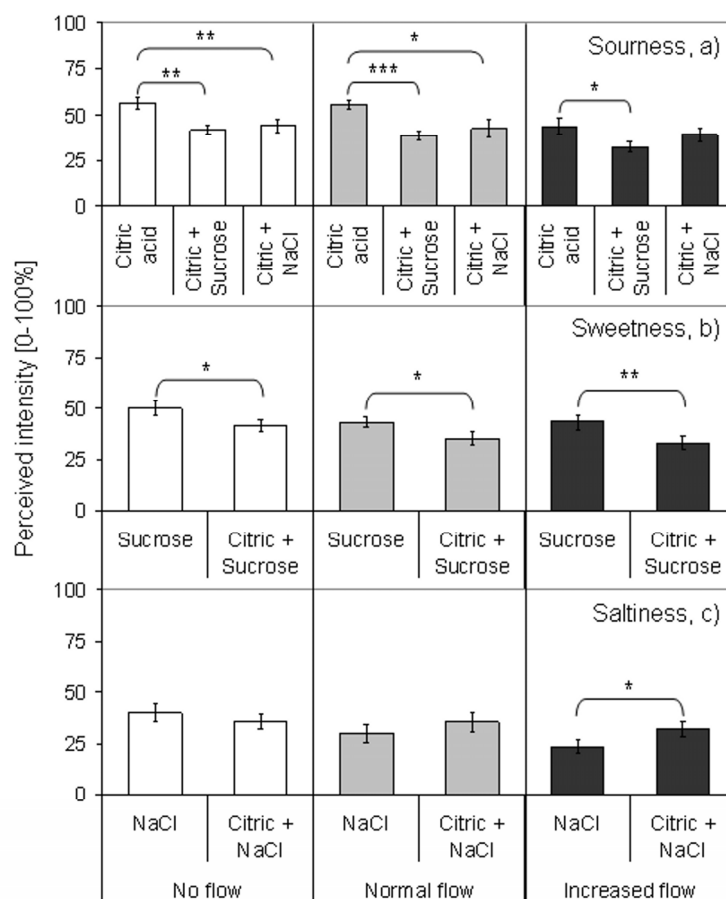 Perceived intensity [0-100%]
100
75
50
25
0
Sourness, a)
**
**
*
***
*
Citric acid
Citric + Sucrose
Citric + NaCl
Citric acid
Citric + Sucrose
Citric + NaCl
Citric acid
Citric + Sucrose
Citric + NaCl
100
75
50
25
0
Sweetness, b)
*
*
**
Sucrose
Citric + Sucrose
Sucrose
Citric + Sucrose
Sucrose
Citric + Sucrose
100
75
50
25
0
Saltiness, c)
*
NaCl
Citric + NaCl
NaCl
Citric + NaCl
NaCl
Citric + NaCl
No flow
Normal flow
Increased flow